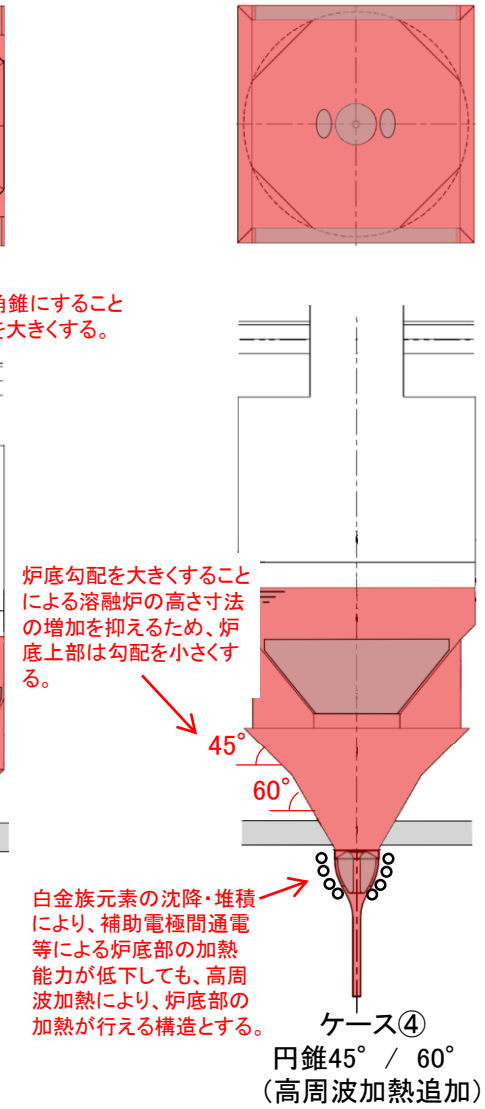 角錐にすること
を大きくする。
炉底勾配を大きくすること
による溶融炉の高さ寸法
の増加を抑えるため、炉
底上部は勾配を小さくす
る。
45°
60°
白金族元素の沈降・堆積
により、補助電極間通電
等による炉底部の加熱
能力が低下しても、高周
波加熱により、炉底部の
加熱が行える構造とする。
ケース④
円錐45° / 60°
（高周波加熱追加）